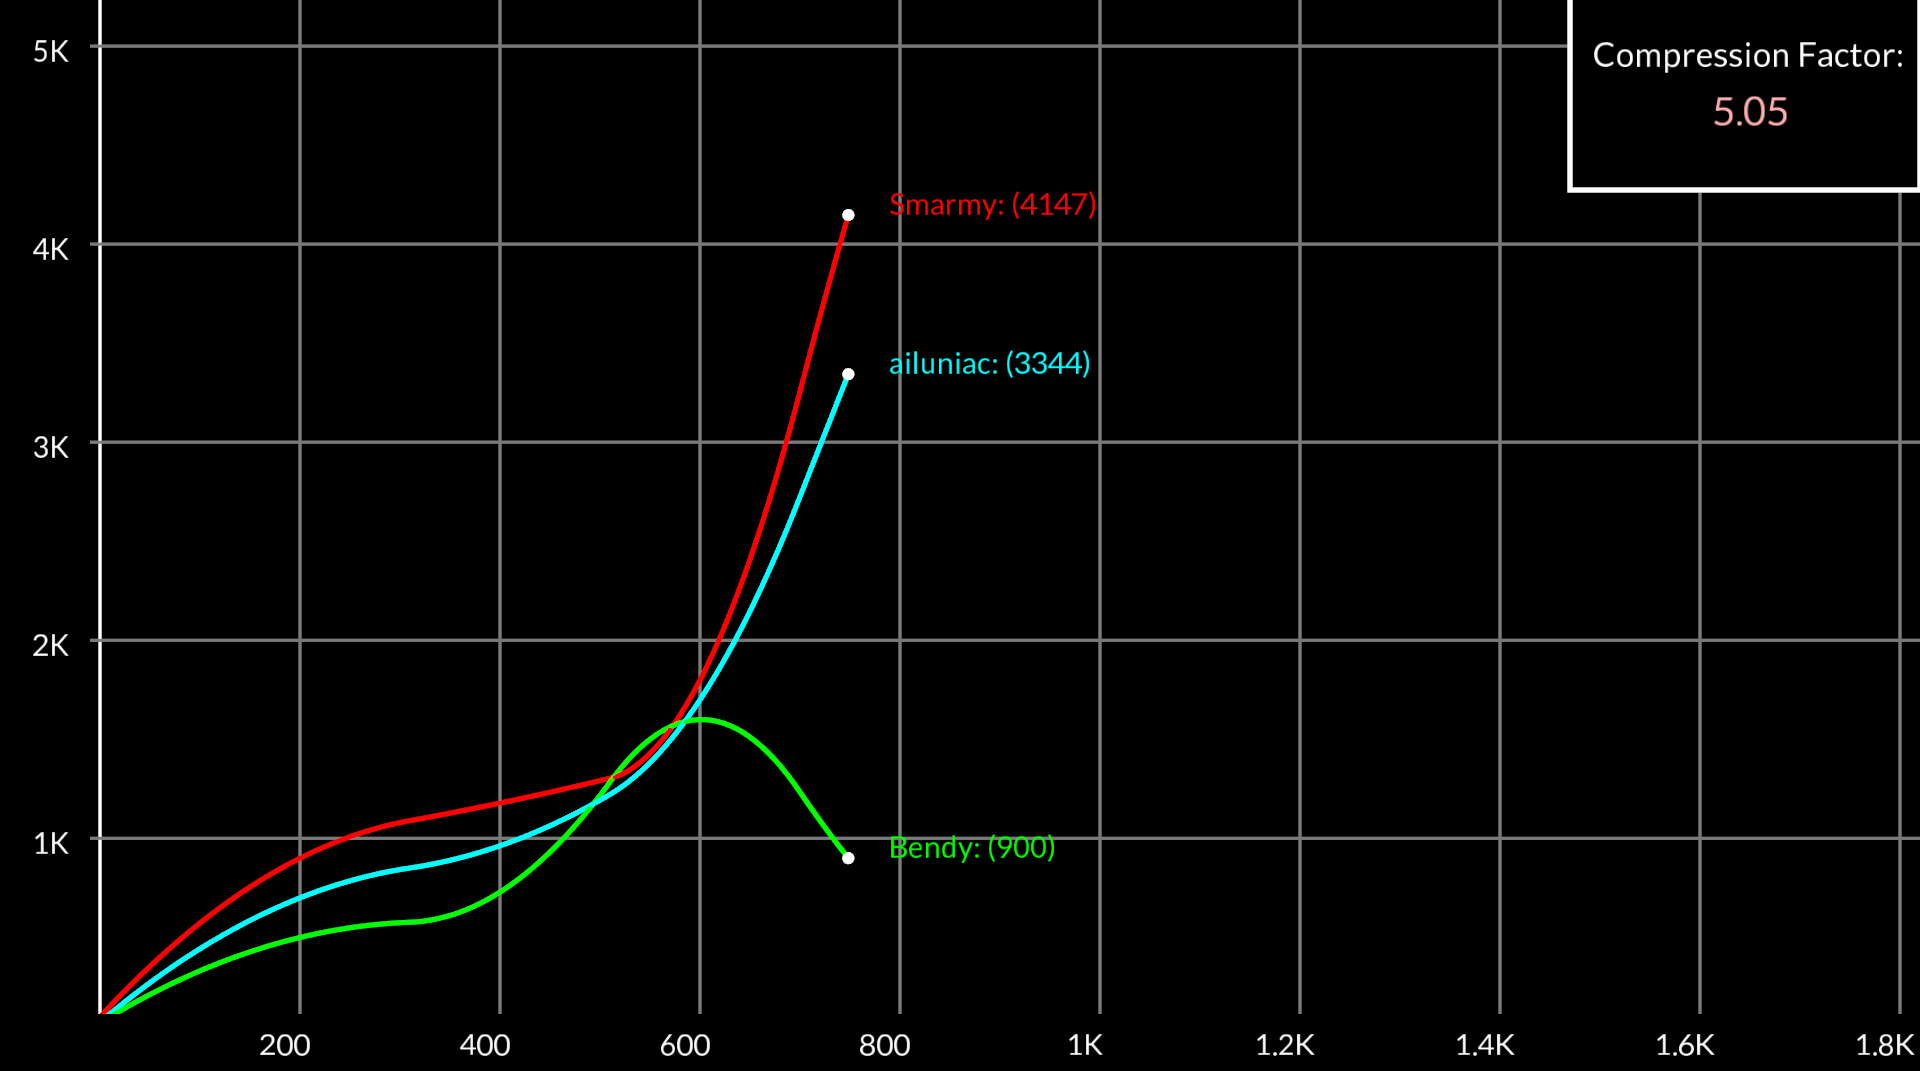 5K
4K
3K
2K
1K
Compression Factor:
5.05
Smarmy: (4147)
ailuniac: (3344)
Bendy: (900)
200 400 600 800 1K 1.2K 1.4K 1.6K 1.8K